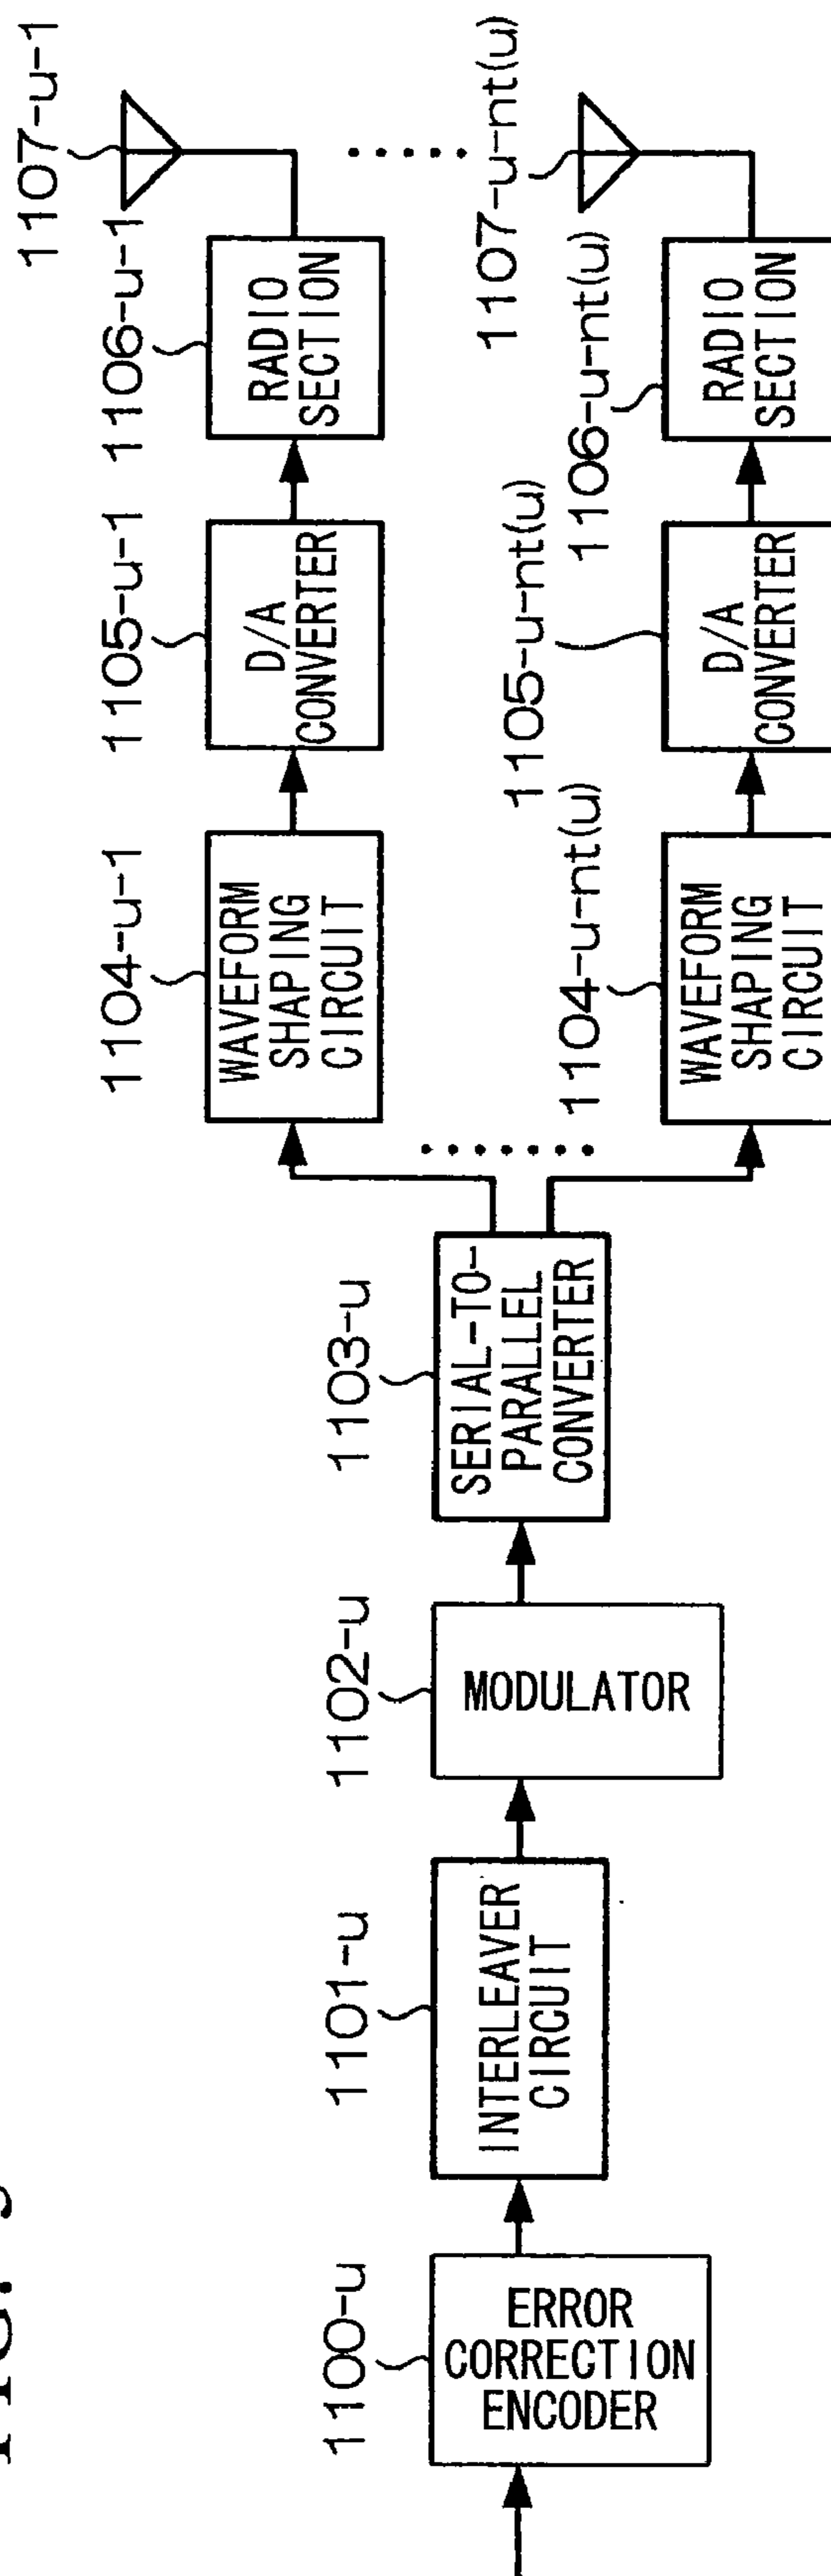 1100-u
ERROR
CORRECTION
ENCODER
1101-u
INTERLEAVER
CIRCUIT
1102-u
MODULATOR
1103-u
SERIAL-TO-
PARALLEL
CONVERTER
1104-u-1
WAVEFORM
SHAPING
CIRCUIT
1105-u-1
D/A
CONVERTER
1106-u-1
RADIO
SECTION
1107-u-1
1104-u-nt(u)
WAVEFORM
SHAPING
CIRCUIT
1105-u-nt(u)
D/A
CONVERTER
1106-u-nt(u)
RADIO
SECTION
1107-u-nt(u)